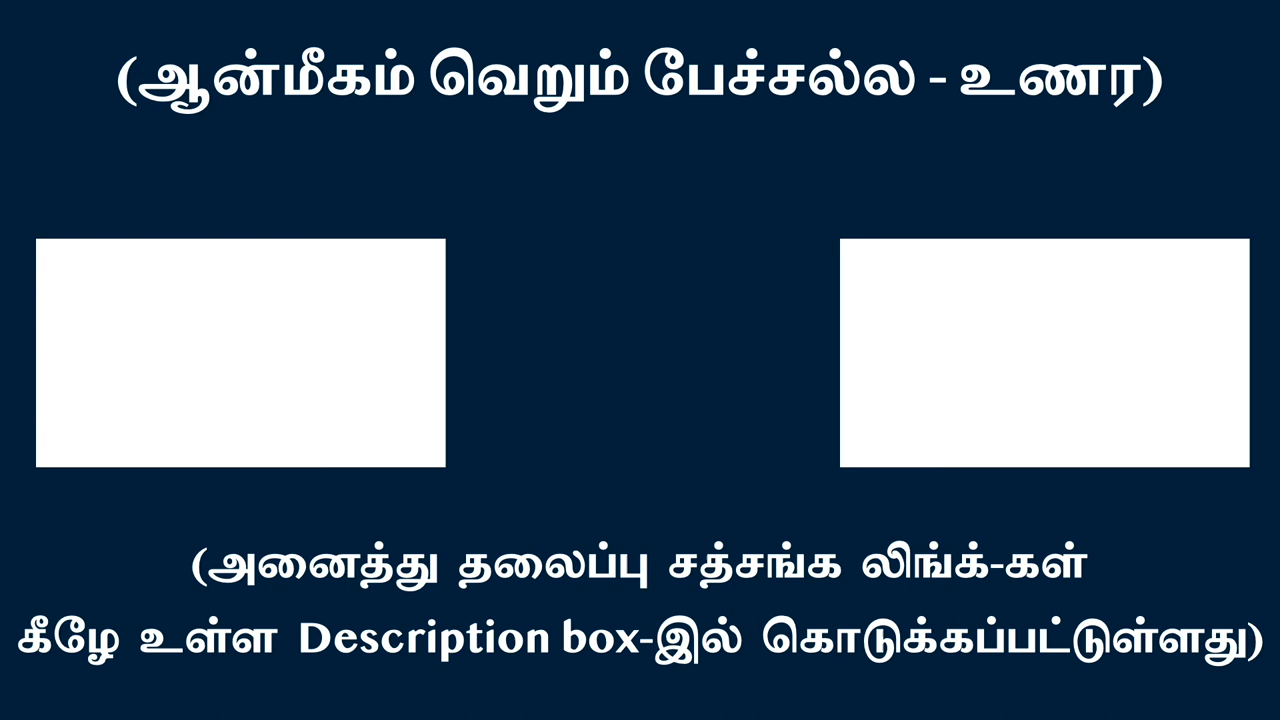 (ஆன்மீகம் வெறும் பேச்சல்ல - உணர)
(அனைத்து தலைப்பு சத்சங்க லிங்க்-கள்
கீழே உள்ள Description box-இல் கொடுக்கப்பட்டுள்ளது)